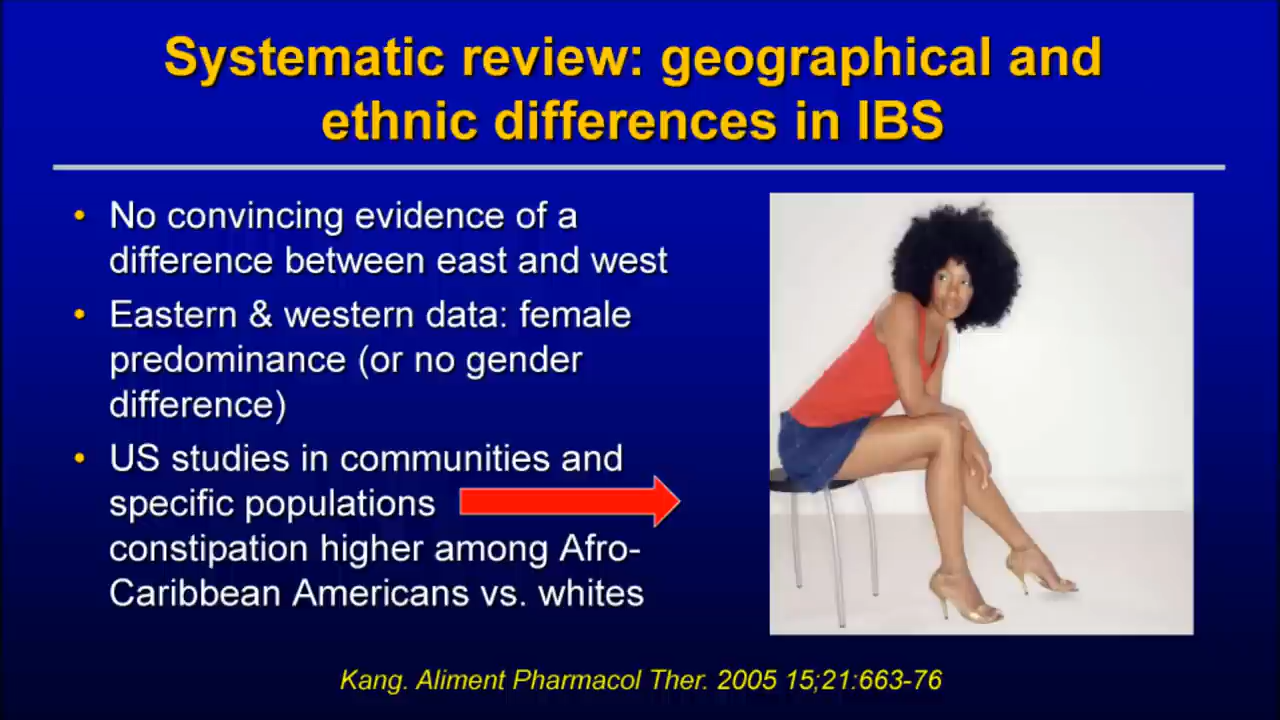 Systematic review: geographical and
ethnic differences in IBS
• No convincing evidence of a
difference between east and west
• Eastern & western data: female
predominance (or no gender
difference)
• US studies in communities and
specific populations
constipation higher among Afro-
Caribbean Americans vs. whites
Kang. Aliment Pharmacol Ther. 2005 15;21:663-76